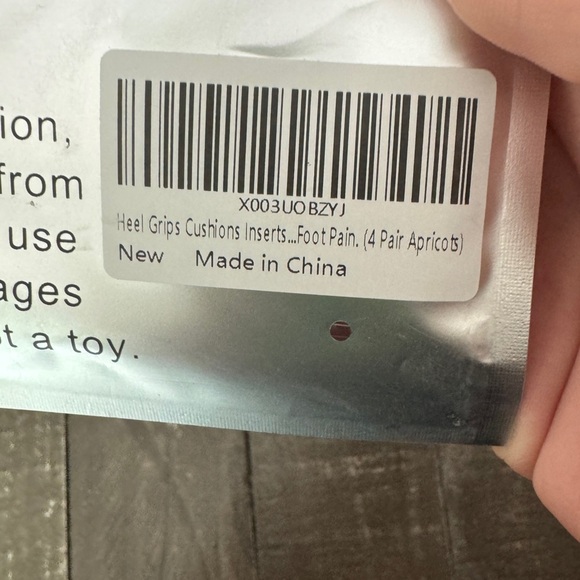 ion,
from
use
ages
t a toy.
X003UOBZYJ
Heel Grips Cushions Inserts...Foot Pain. (4 Pair Apricots)
New Made in China